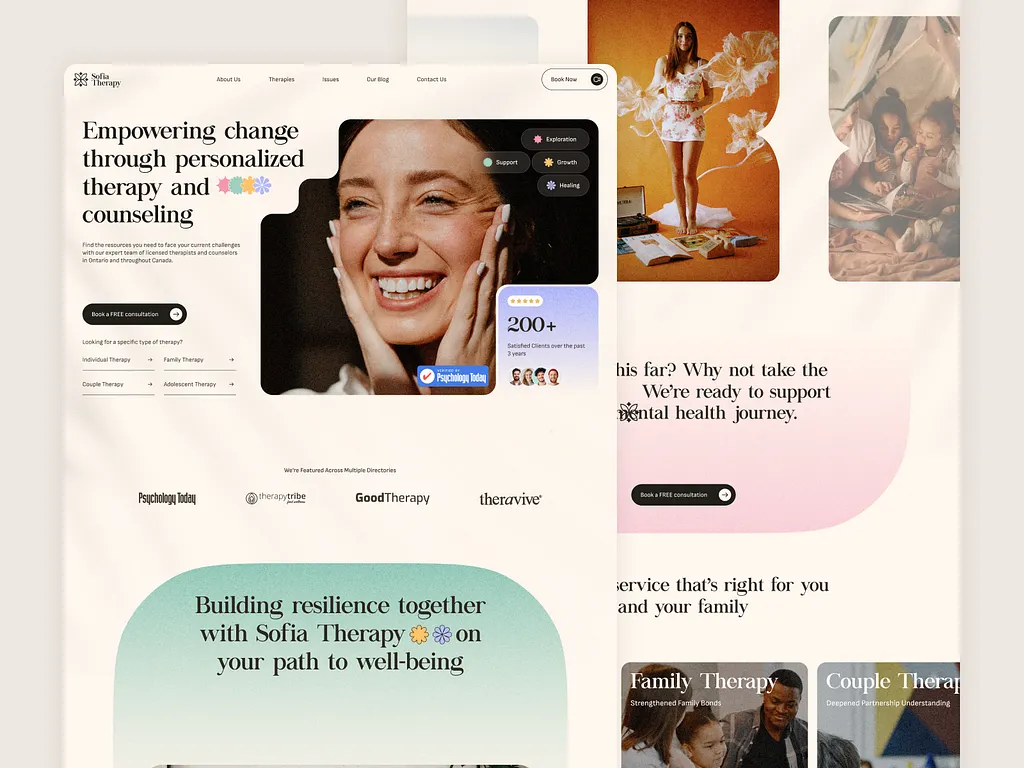 Sofia
Therapy
About Us
Therapies
Issues
Our Blog
Contact Us
Book Now
Empowering change
through personalized
therapy and
counseling
Find the resources you need to face your current challenges
with our expert team of licensed therapists and counselors
in Ontario and throughout Canada.
Book a FREE consultation
Looking for a specific type of therapy?
Individual Therapy
Family Therapy
Couple Therapy
Adolescent Therapy
Exploration
Support
Growth
Healing
200+
Satisfied Clients over the past
3 years
VERIFIED BY
Psychology Today
We're Featured Across Multiple Directories
Psychology Today
therapytribe
find wellness
GoodTherapy
theravive
Building resilience together
with Sofia Therapy on
your path to well-being
his far? Why not take the
We're ready to support
mental health journey.
Book a FREE consultation
service that's right for you
and your family
Family Therapy
Strengthened Family Bonds
Couple Therap
Deepened Partnership Understanding